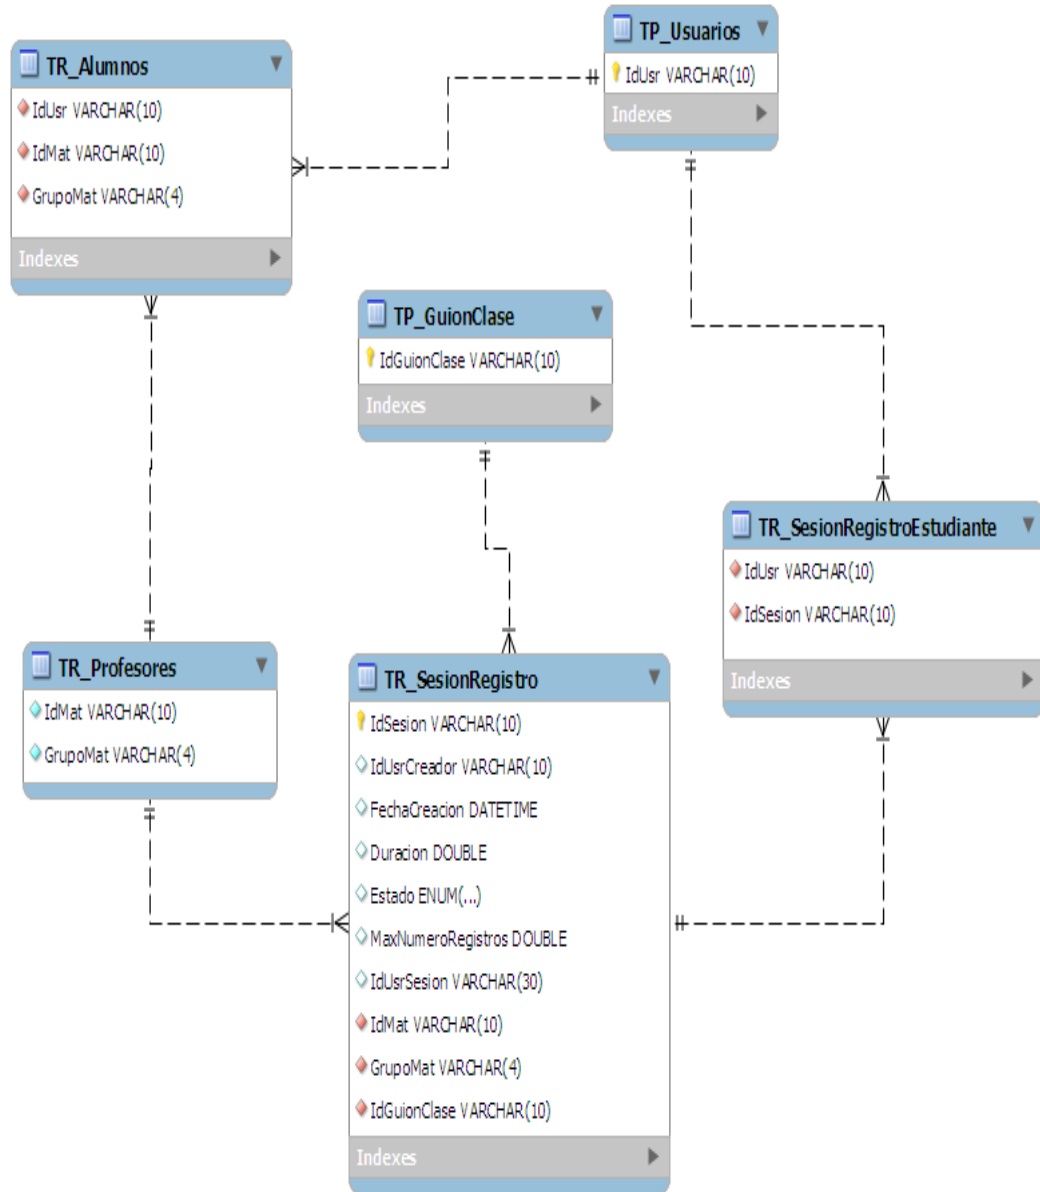 TP_Usuarios
IdUsr VARCHAR(10)
Indexes
TR_Alumnos
IdUsr VARCHAR(10)
IdMat VARCHAR(10)
GrupoMat VARCHAR(4)
Indexes
TP_GuionClase
IdGuionClase VARCHAR(10)
Indexes
TR_SesionRegistroEstudiante
IdUsr VARCHAR(10)
IdSesion VARCHAR(10)
Indexes
TR_Profesores
IdMat VARCHAR(10)
GrupoMat VARCHAR(4)
TR_SesionRegistro
IdSesion VARCHAR(10)
IdUsrCreador VARCHAR(10)
FechaCreacion DATETIME
Duracion DOUBLE
Estado ENUM(...)
MaxNumeroRegistros DOUBLE
IdUsrSesion VARCHAR(30)
IdMat VARCHAR(10)
GrupoMat VARCHAR(4)
IdGuionClase VARCHAR(10)
Indexes